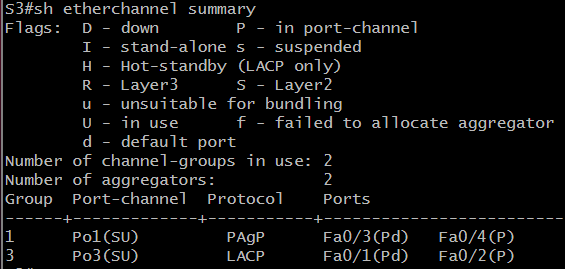 S3#sh etherchannel summary
Flags:  D - down        P - in port-channel
        I - stand-alone s - suspended
        H - Hot-standby (LACP only)
        R - Layer3      S - Layer2
        u - unsuitable for bundling
        U - in use      f - failed to allocate aggregator
        d - default port
Number of channel-groups in use: 2
Number of aggregators:           2
Group  Port-channel  Protocol    Ports
------+-------------+-----------+--------------------------
1      Po1(SU)         PAgP      Fa0/3(Pd)   Fa0/4(P)
3      Po3(SU)         LACP      Fa0/1(Pd)   Fa0/2(P)